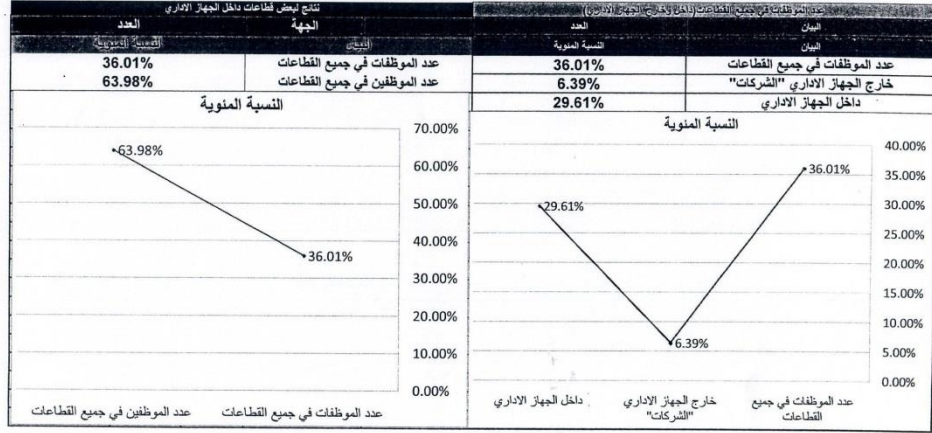 عدد الموظفات في جميع القطاعات (داخل وخارج الجهاز الاداري)
البيان العدد
البيان النسبة المئوية
عدد الموظفات في جميع القطاعات 36.01%
خارج الجهاز الاداري "الشركات" 6.39%
داخل الجهاز الاداري 29.61%
النسبة المئوية
40.00%
35.00%
30.00%
25.00%
20.00%
15.00%
10.00%
5.00%
0.00%
36.01%
6.39%
29.61%
عدد الموظفات في جميع القطاعات
خارج الجهاز الاداري "الشركات"
داخل الجهاز الاداري
نتائج لبعض قطاعات داخل الجهاز الاداري
الجهة العدد
البيان النسبة المئوية
عدد الموظفات في جميع القطاعات 36.01%
عدد الموظفين في جميع القطاعات 63.98%
النسبة المئوية
70.00%
60.00%
50.00%
40.00%
30.00%
20.00%
10.00%
0.00%
36.01%
63.98%
عدد الموظفات في جميع القطاعات
عدد الموظفين في جميع القطاعات